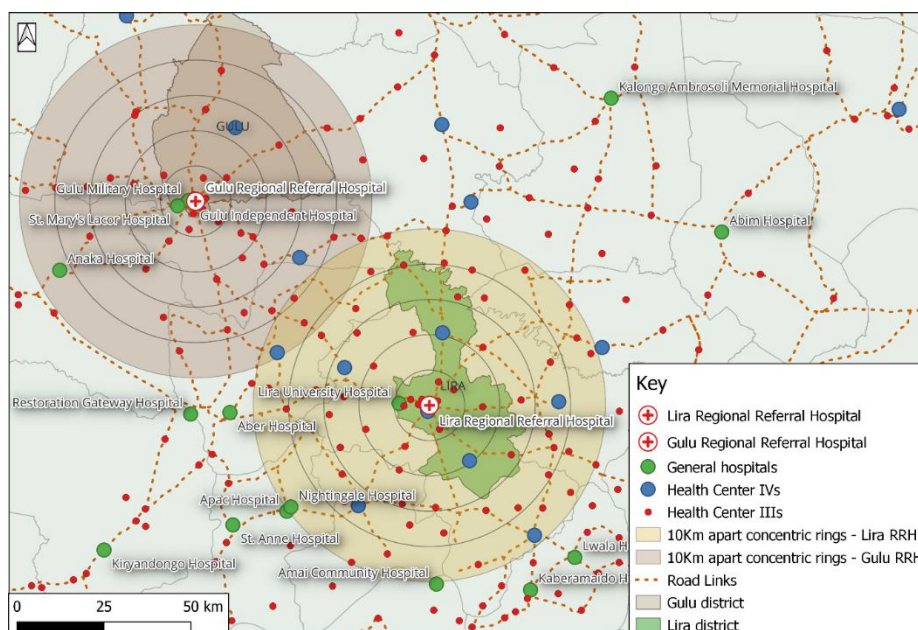 Kalongo Ambrosoli Memorial Hospital
GULU
Gulu Military Hospital
Gulu Regional Referral Hospital
St. Mary's Lacor Hospital
Gulu Independent Hospital
Abim Hospital
Anaka Hospital
Lira University Hospital
LIRA
Restoration Gateway Hospital
Lira Regional Referral Hospital
Aber Hospital
Apac Hospital
Nightingale Hospital
St. Anne Hospital
Lwala H
Kiryandongo Hospital
Amai Community Hospital
Kaberamaido H
0 25 50 km
Key
Lira Regional Referral Hospital
Gulu Regional Referral Hospital
General hospitals
Health Center IVs
Health Center IIIs
10Km apart concentric rings - Lira RRH
10Km apart concentric rings - Gulu RRH
Road Links
Gulu district
Lira district